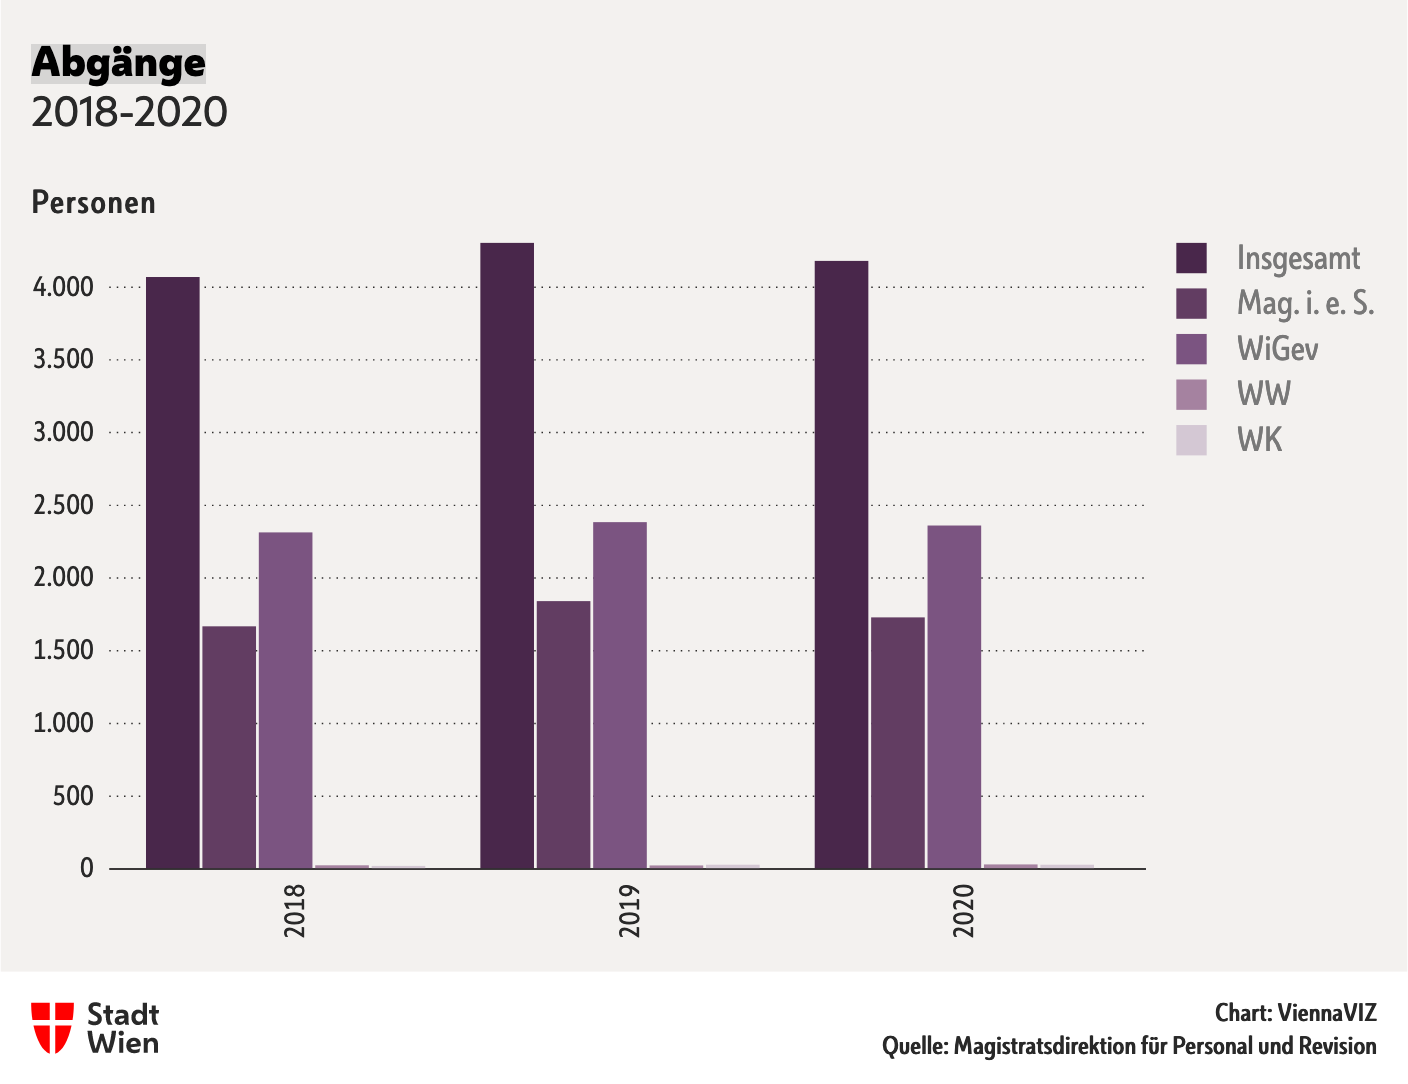 Abgänge
2018-2020
Personen
4.000
3.500
3.000
2.500
2.000
1.500
1.000
500
0
2018
2019
2020
Insgesamt
Mag. i. e. S.
WiGev
WW
WK
Stadt
Wien
Chart: ViennaVIZ
Quelle: Magistratsdirektion für Personal und Revision